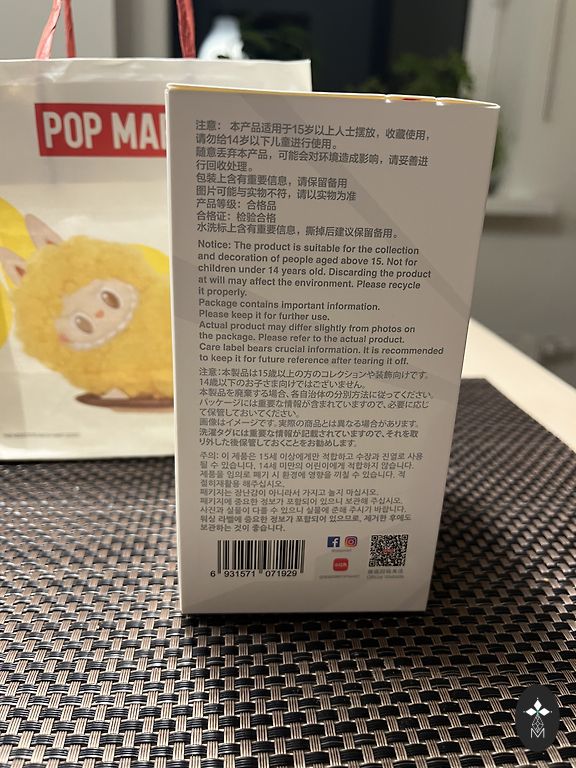 POP MA
注意： 本产品适用于15岁以上人士摆放，收藏使用，
请勿给14岁以下儿童进行使用。
随意丢弃本产品，可能会对环境造成影响，请妥善进
行回收处理。
包装上含有重要信息，请保留备用
图片可能与实物不符，请以实物为准
产品等级：合格品
合格证：检验合格
水洗标上含有重要信息，撕掉后建议保留备用。
Notice: The product is suitable for the collection
and decoration of people aged above 15. Not for
children under 14 years old. Discarding the product
at will may affect the environment. Please recycle
it properly.
Package contains important information.
Please keep it for further use.
Actual product may differ slightly from photos on
the package. Please refer to the actual product.
Care label bears crucial information. It is recommended
to keep it for future reference after tearing it off.
注意:本製品は15歳以上の方のコレクションや装飾向けです。
14歳以下のお子さま向けではございません。
本製品を廃棄する場合、各自治体の分別方法に従ってください。
パッケージには重要な情報が含まれていますので、必要に応じ
て保管しておいてください。
画像はイメージです。実際の商品とは異なる場合があります。
洗濯タグには重要な情報が記載されていますので、それを取
り外した後保管しておくことをお勧めします。
주의: 이 제품은 15세 이상에게만 적합하고 수장과 진열로 사용
될 수 있습니다. 14세 미만의 어린이에게 적합하지 않습니다.
제품을 임의로 폐기 시 환경에 영향을 끼칠 수 있습니다. 적
절히재활용 해주십시오.
패키지는 장난감이 아니라서 가지고 놀지 마십시오.
패키지에 중요한 정보가 포함되어 있으니 보관해 주십시오.
사진과 실물이 다를 수 있으니 실물에 준해 주시기 바랍니다.
워싱 라벨에 중요한 정보가 포함되어 있으므로, 제거한 후에도
보관하는 것이 좋습니다.
小红书
Official Website
6 931571 071929
M